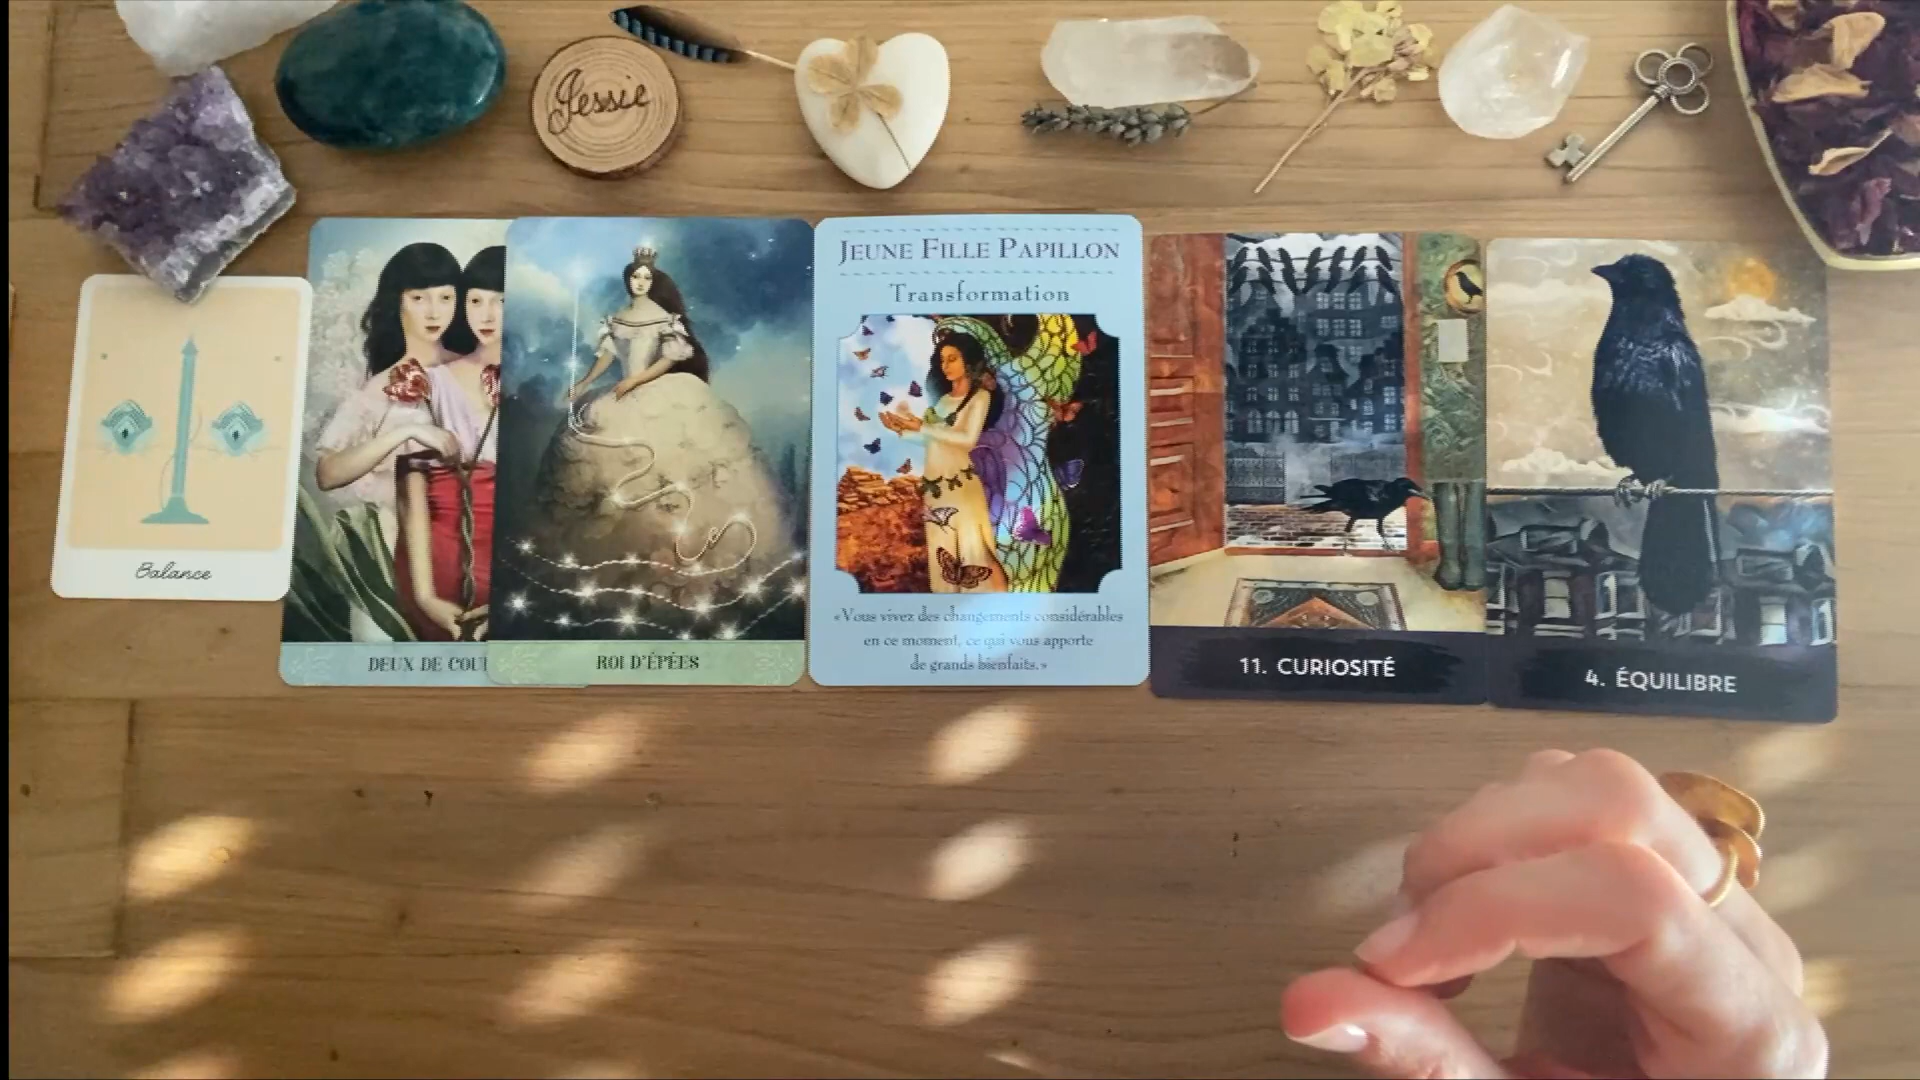 Jessie
Balance
DEUX DE COU
ROI D'ÉPÉES
JEUNE FILLE PAPILLON
Transformation
«Vous vivez des changements considérables
en ce moment, ce qui vous apporte
de grands bienfaits.»
11. CURIOSITÉ
4. ÉQUILIBRE